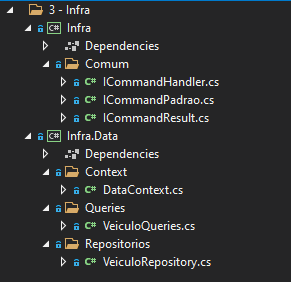 3 - Infra
C# Infra
Dependencies
Comum
C# ICommandHandler.cs
C# ICommandPadrao.cs
C# ICommandResult.cs
C# Infra.Data
Dependencies
Context
C# DataContext.cs
Queries
C# VeiculoQueries.cs
Repositorios
C# VeiculoRepository.cs